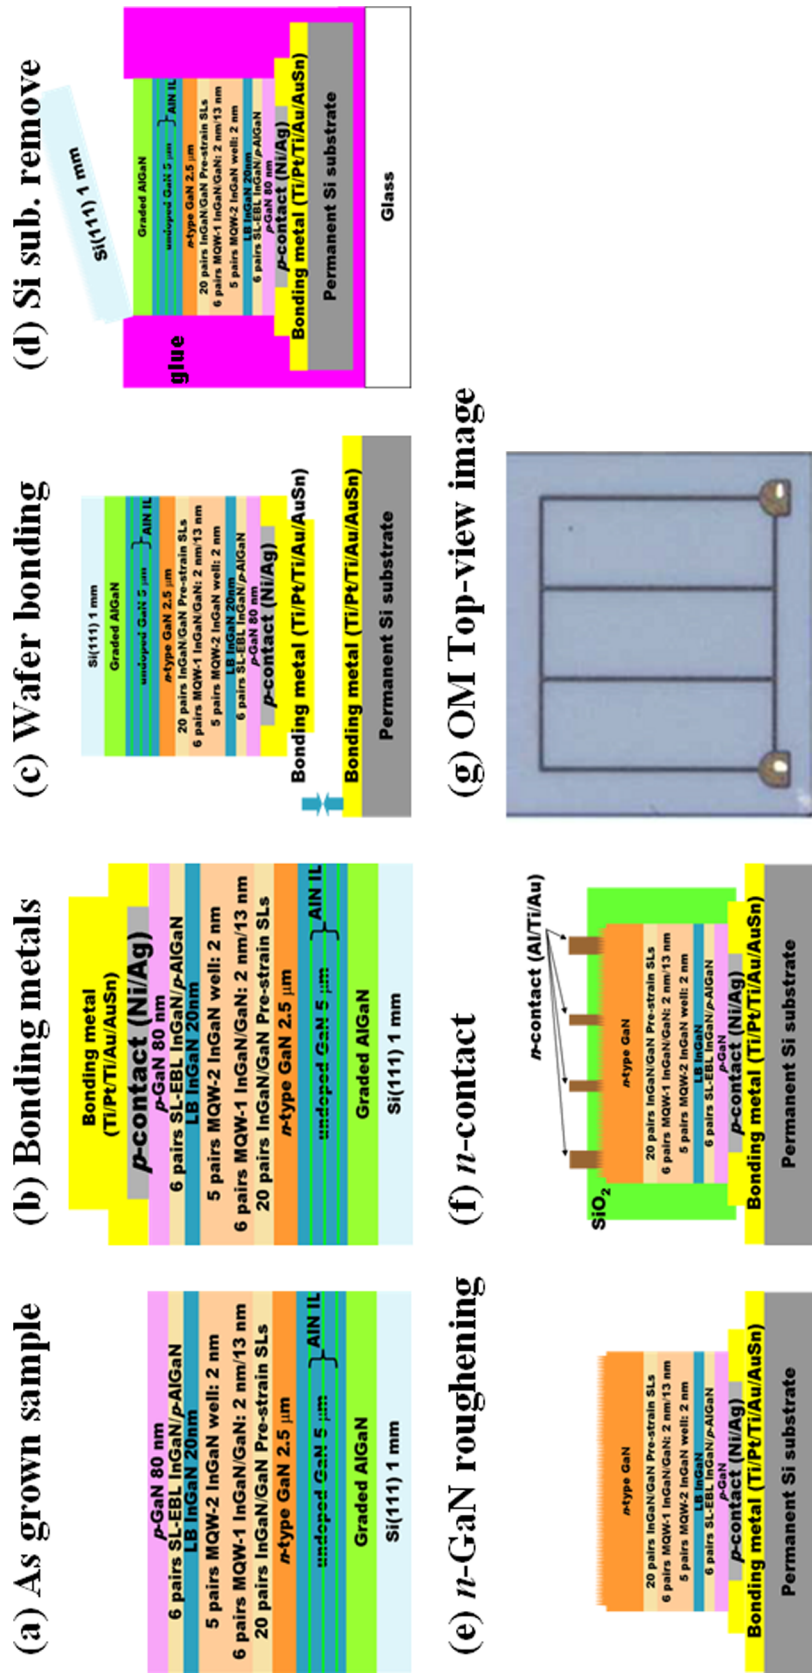 (a) As grown sample
p-GaN 80 nm
6 pairs SL-EBL InGaN/p-AlGaN
LB InGaN 20nm
5 pairs MQW-2 InGaN well: 2 nm
6 pairs MQW-1 InGaN/GaN: 2 nm/13 nm
20 pairs InGaN/GaN Pre-strain SLs
n-type GaN 2.5 μm
AlN IL
undoped GaN 5 μm
Graded AlGaN
Si(111) 1 mm
(b) Bonding metals
Bonding metal
(Ti/Pt/Ti/Au/AuSn)
p-contact (Ni/Ag)
p-GaN 80 nm
6 pairs SL-EBL InGaN/p-AlGaN
LB InGaN 20nm
5 pairs MQW-2 InGaN well: 2 nm
6 pairs MQW-1 InGaN/GaN: 2 nm/13 nm
20 pairs InGaN/GaN Pre-strain SLs
n-type GaN 2.5 μm
AlN IL
undoped GaN 5 μm
Graded AlGaN
Si(111) 1 mm
(c) Wafer bonding
Si(111) 1 mm
Graded AlGaN
undoped GaN 5 μm
AlN IL
n-type GaN 2.5 μm
20 pairs InGaN/GaN Pre-strain SLs
6 pairs MQW-1 InGaN/GaN: 2 nm/13 nm
5 pairs MQW-2 InGaN well: 2 nm
LB InGaN 20nm
6 pairs SL-EBL InGaN/p-AlGaN
p-GaN 80 nm
p-contact (Ni/Ag)
Bonding metal (Ti/Pt/Ti/Au/AuSn)
Bonding metal (Ti/Pt/Ti/Au/AuSn)
Permanent Si substrate
(d) Si sub. remove
Si(111) 1 mm
Graded AlGaN
undoped GaN 5 μm
AlN IL
n-type GaN 2.5 μm
20 pairs InGaN/GaN Pre-strain SLs
6 pairs MQW-1 InGaN/GaN: 2 nm/13 nm
5 pairs MQW-2 InGaN well: 2 nm
LB InGaN 20nm
6 pairs SL-EBL InGaN/p-AlGaN
p-GaN 80 nm
p-contact (Ni/Ag)
Bonding metal (Ti/Pt/Ti/Au/AuSn)
Permanent Si substrate
glue
Glass
(e) n-GaN roughening
n-type GaN
20 pairs InGaN/GaN Pre-strain SLs
6 pairs MQW-1 InGaN/GaN: 2 nm/13 nm
5 pairs MQW-2 InGaN well: 2 nm
LB InGaN
6 pairs SL-EBL InGaN/p-AlGaN
p-GaN
p-contact (Ni/Ag)
Bonding metal (Ti/Pt/Ti/Au/AuSn)
Permanent Si substrate
(f) n-contact
n-contact (Al/Ti/Au)
SiO2
n-type GaN
20 pairs InGaN/GaN Pre-strain SLs
6 pairs MQW-1 InGaN/GaN: 2 nm/13 nm
5 pairs MQW-2 InGaN well: 2 nm
LB InGaN
6 pairs SL-EBL InGaN/p-AlGaN
p-GaN
p-contact (Ni/Ag)
Bonding metal (Ti/Pt/Ti/Au/AuSn)
Permanent Si substrate
(g) OM Top-view image